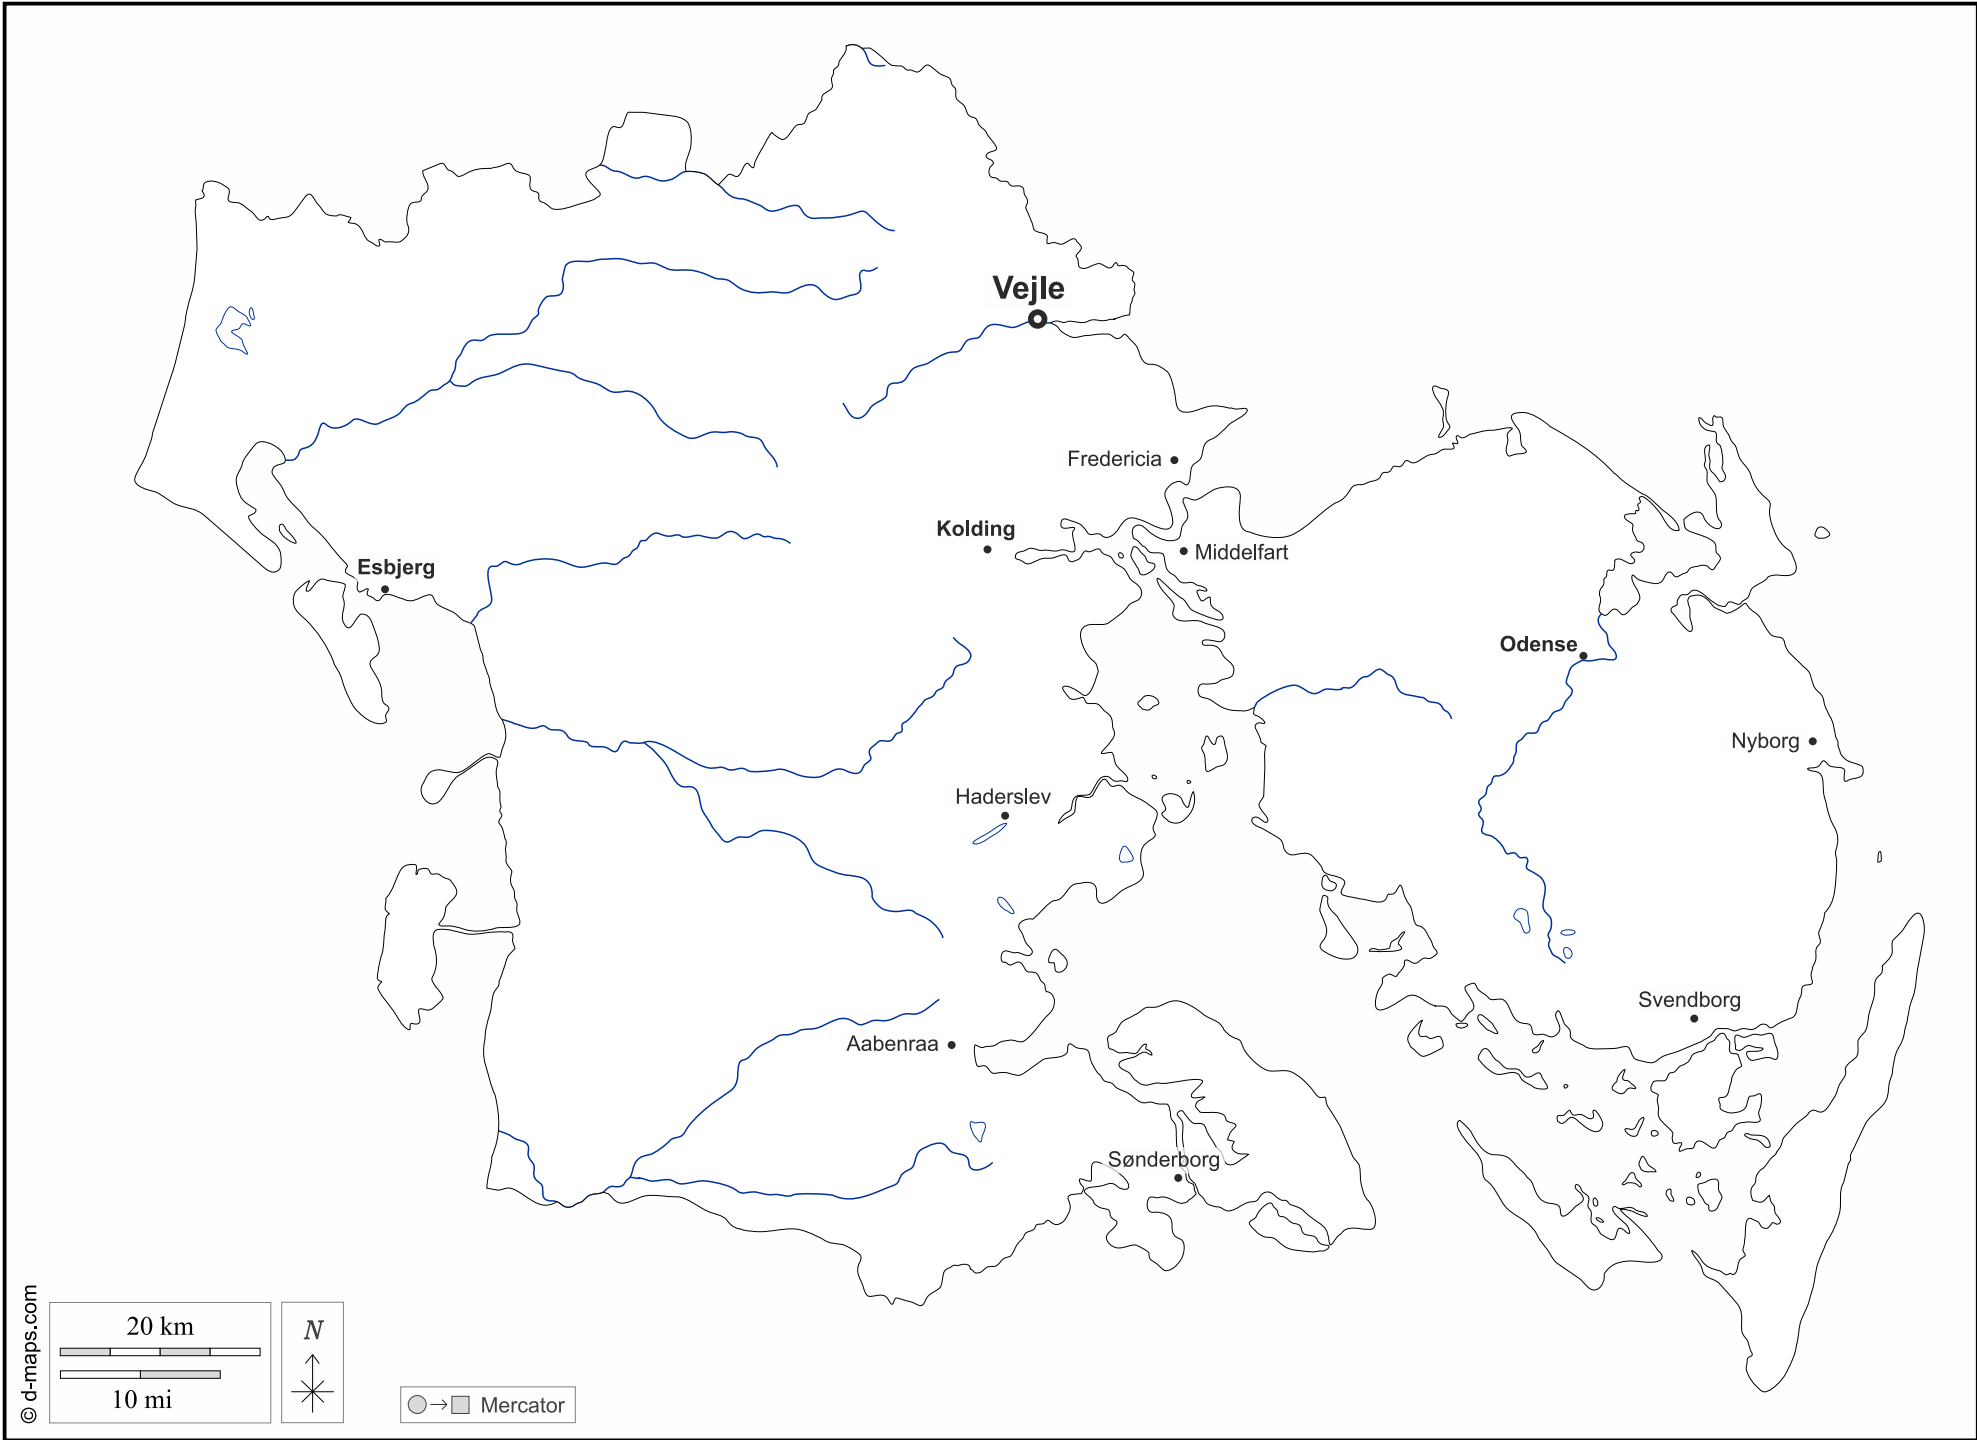 Vejle
Fredericia
Kolding
Middelfart
Esbjerg
Odense
Nyborg
Haderslev
Svendborg
Aabenraa
Sønderborg
20 km
10 mi
N
Mercator
© d-maps.com